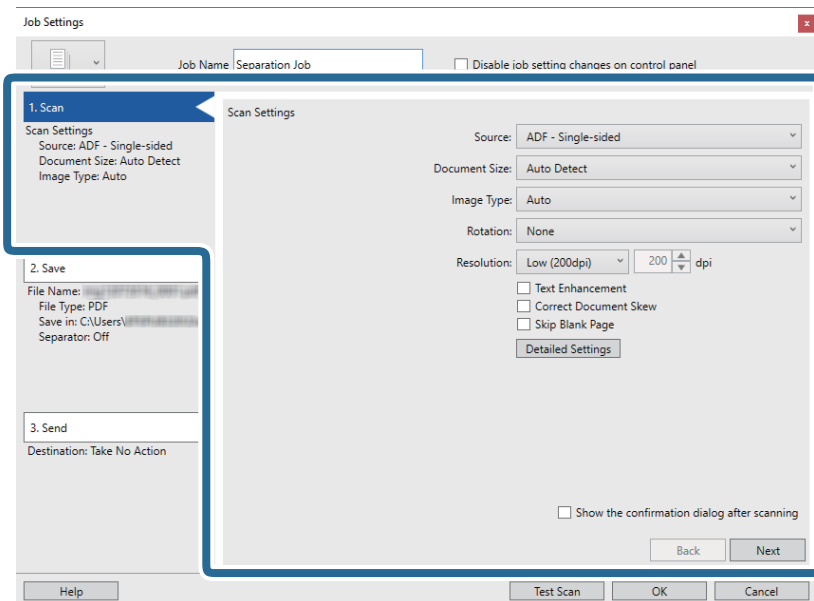 Job Settings
x
Job Name Separation Job Disable job setting changes on control panel
1. Scan
Scan Settings
Source: ADF - Single-sided
Document Size: Auto Detect
Image Type: Auto
2. Save
File Name:
File Type: PDF
Save in: C:\Users\
Separator: Off
3. Send
Destination: Take No Action
Scan Settings
Source: ADF - Single-sided
Document Size: Auto Detect
Image Type: Auto
Rotation: None
Resolution: Low (200dpi) 200 dpi
Text Enhancement
Correct Document Skew
Skip Blank Page
Detailed Settings
Show the confirmation dialog after scanning
Back Next
Help Test Scan OK Cancel